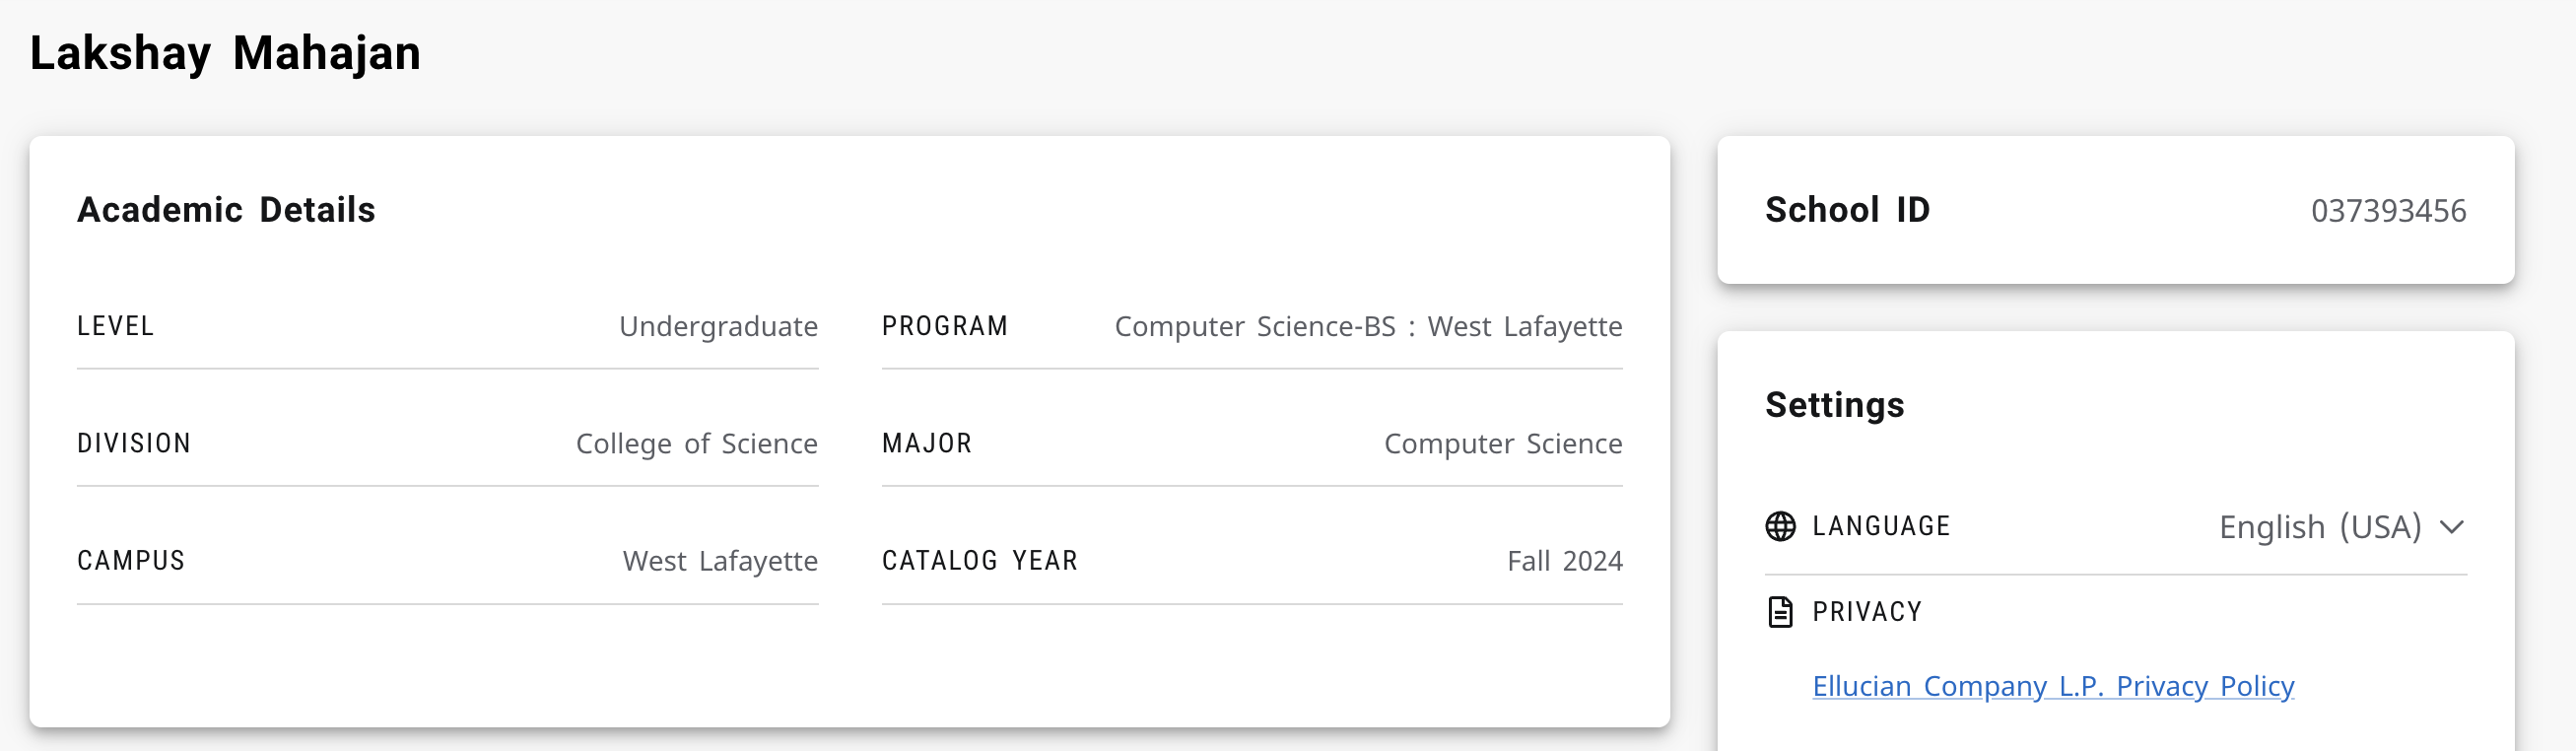 Lakshay Mahajan
Academic Details
LEVEL Undergraduate
PROGRAM Computer Science-BS : West Lafayette
DIVISION College of Science
MAJOR Computer Science
CAMPUS West Lafayette
CATALOG YEAR Fall 2024
School ID 037393456
Settings
LANGUAGE English (USA)
PRIVACY
Ellucian Company L.P. Privacy Policy